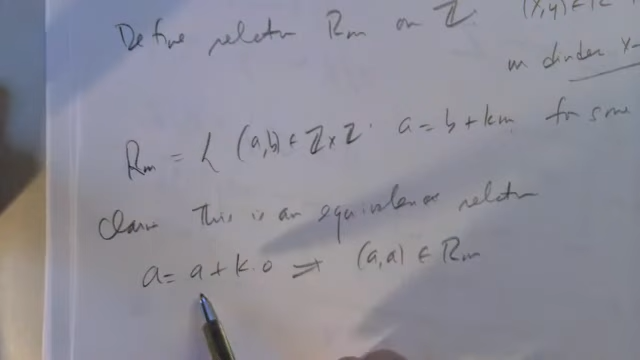 Define relation Rm on ℤ (x,y) ∈ R
m divides x-
Rm = { (a,b) ∈ ℤ × ℤ : a = b + km, for some
Claim This is an equivalence relation
a = a + k·0 ⇒ (a,a) ∈ Rm